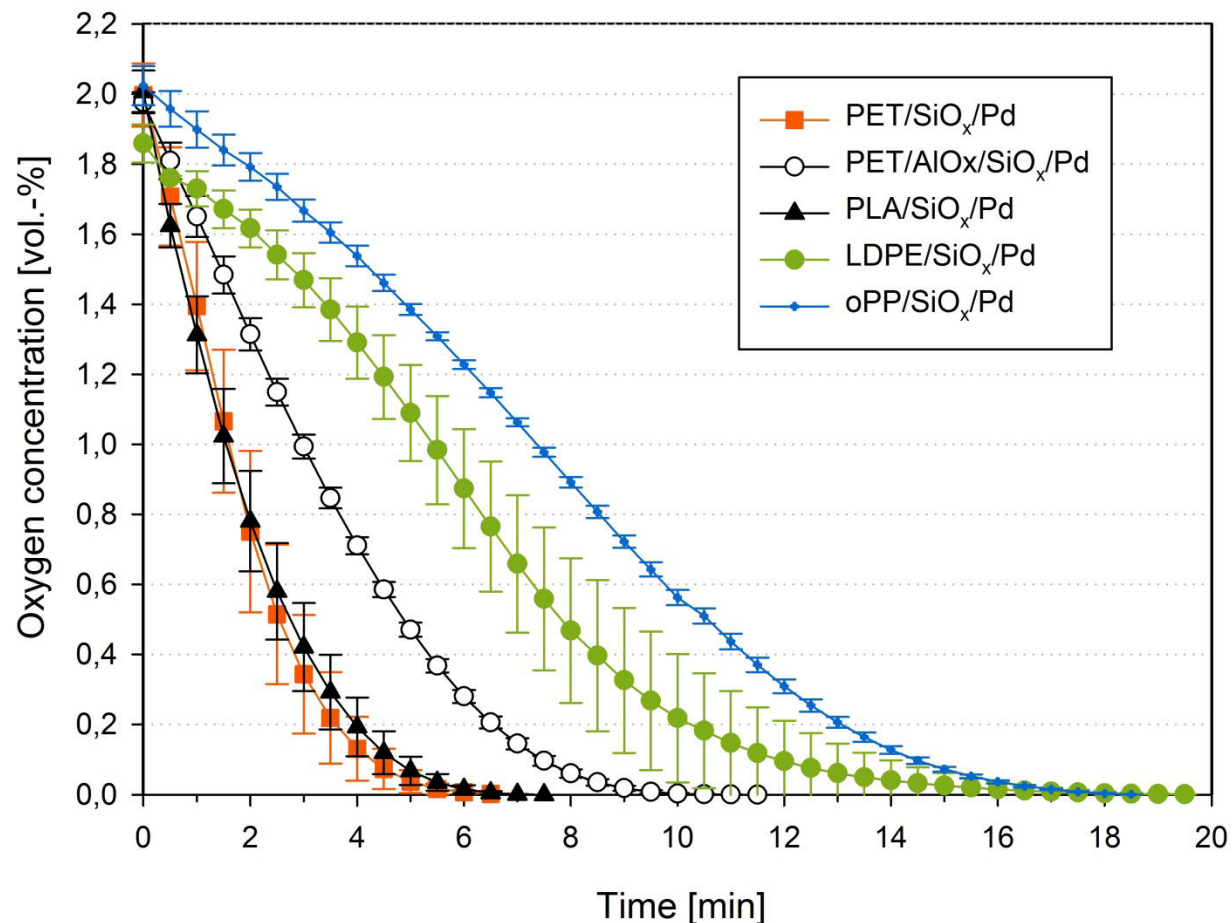 2,2
2,0
1,8
1,6
1,4
1,2
1,0
0,8
0,6
0,4
0,2
0,0
Oxygen concentration [vol.-%]
PET/SiOₓ/Pd
PET/AlOx/SiOₓ/Pd
PLA/SiOₓ/Pd
LDPE/SiOₓ/Pd
oPP/SiOₓ/Pd
0 2 4 6 8 10 12 14 16 18 20
Time [min]